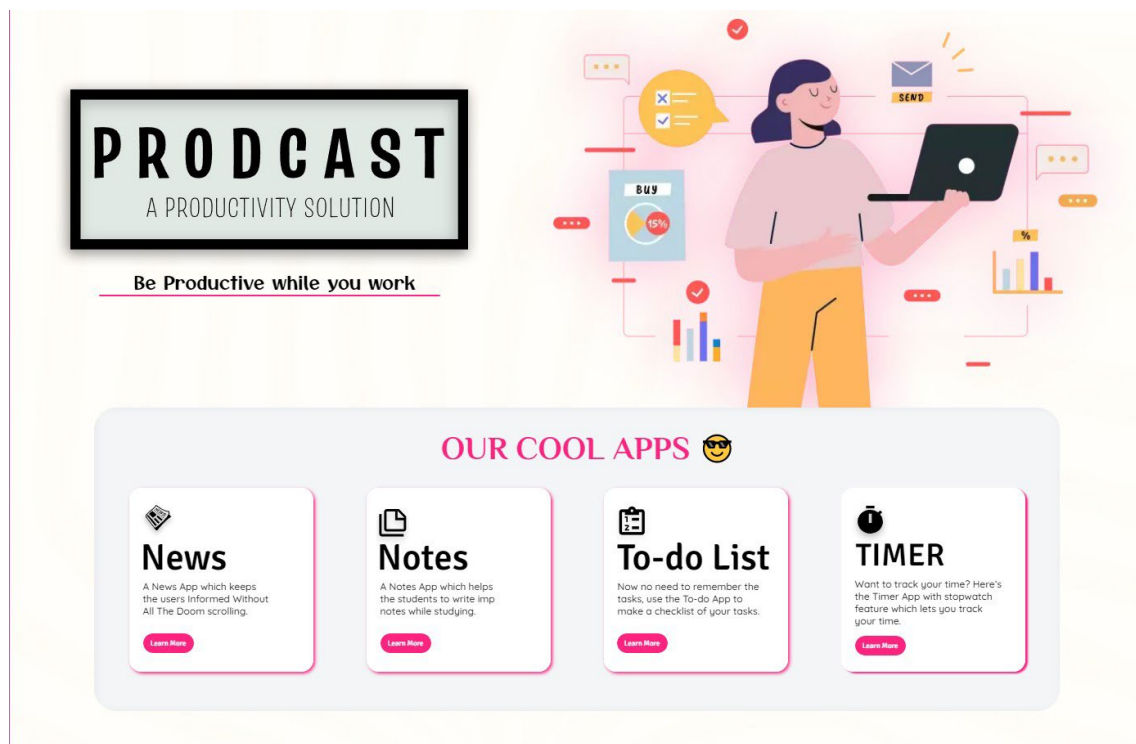 PRODCAST
A PRODUCTIVITY SOLUTION
Be Productive while you work
SEND
BUY
15%
%
OUR COOL APPS 😎
News
A News App which keeps
the users Informed Without
All The Doom scrolling.
Learn More
Notes
A Notes App which helps
the students to write imp
notes while studying.
Learn More
To-do List
Now no need to remember the
tasks, use the To-do App to
make a checklist of your tasks.
Learn More
TIMER
Want to track your time? Here's
the Timer App with stopwatch
feature which lets you track
your time.
Learn More